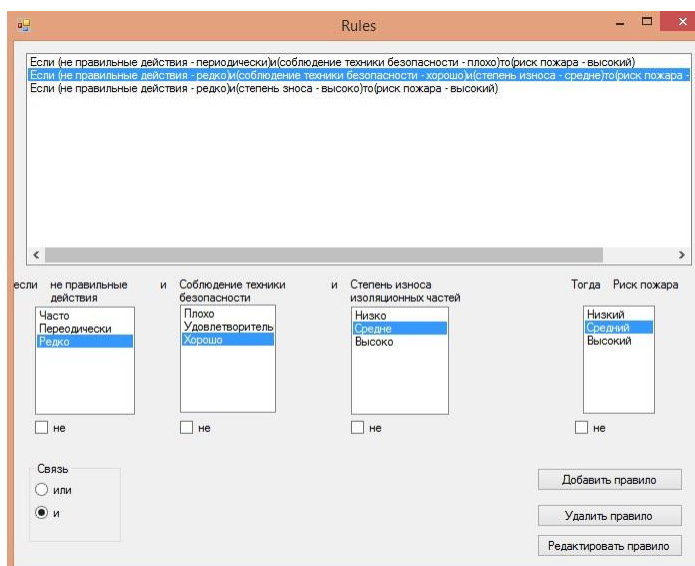 Rules
Если (не правильные действия - периодически)и(соблюдение техники безопасности - плохо)то(риск пожара - высокий)
Если (не правильные действия - редко)и(соблюдение техники безопасности - хорошо)и(степень износа - средне)то(риск пожара -
Если (не правильные действия - редко)и(степень зноса - высоко)то(риск пожара - высокий)
если не правильные и Соблюдение техники и Степень износа Тогда Риск пожара
действия безопасности изоляционных частей
Часто Плохо Низко Низкий
Переодически Удовлетворитель Средне Средний
Редко Хорошо Высоко Высокий
не не не не
Связь
или
и
Добавить правило
Удалить правило
Редактировать правило